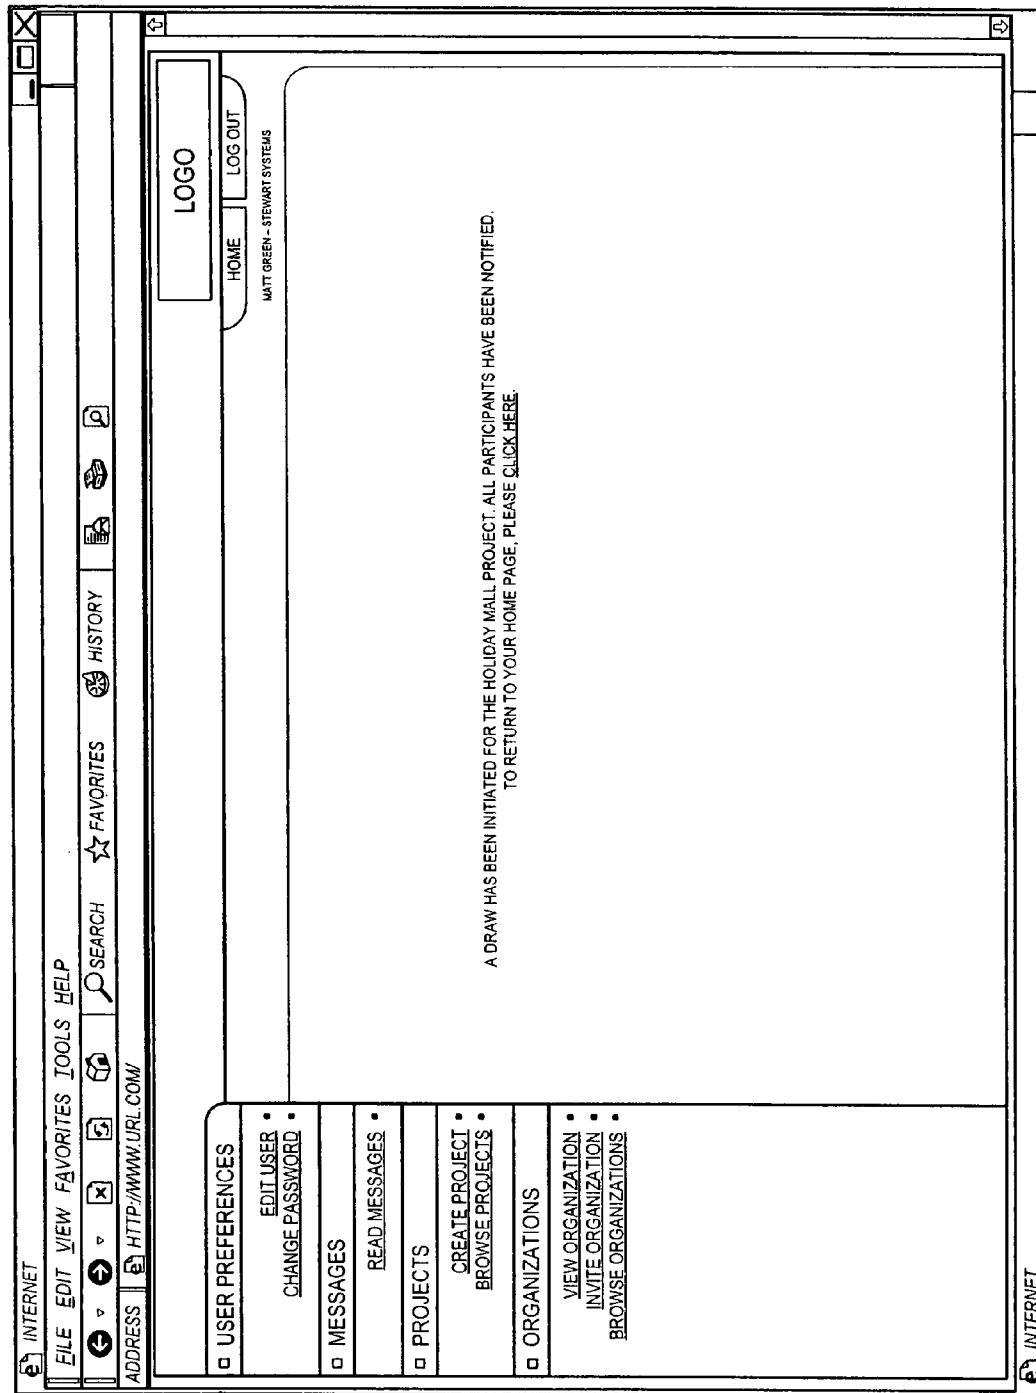 INTERNET
FILE EDIT VIEW FAVORITES TOOLS HELP
SEARCH FAVORITES HISTORY
ADDRESS HTTP://WWW.URL.COM/
LOGO
HOME LOG OUT
MATT GREEN – STEWART SYSTEMS
USER PREFERENCES
EDIT USER
CHANGE PASSWORD
MESSAGES
READ MESSAGES
PROJECTS
CREATE PROJECT
BROWSE PROJECTS
ORGANIZATIONS
VIEW ORGANIZATION
INVITE ORGANIZATION
BROWSE ORGANIZATIONS
A DRAW HAS BEEN INITIATED FOR THE HOLIDAY MALL PROJECT. ALL PARTICIPANTS HAVE BEEN NOTIFIED.
TO RETURN TO YOUR HOME PAGE, PLEASE CLICK HERE.
INTERNET